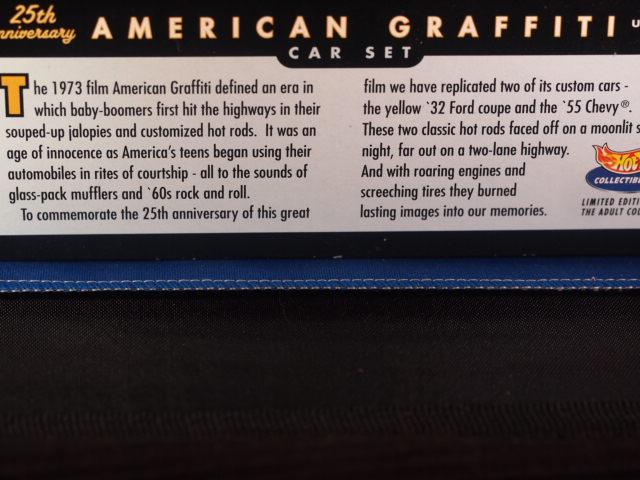 25th
Anniversary
AMERICAN GRAFFITI
CAR SET
The 1973 film American Graffiti defined an era in
which baby-boomers first hit the highways in their
souped-up jalopies and customized hot rods. It was an
age of innocence as America's teens began using their
automobiles in rites of courtship - all to the sounds of
glass-pack mufflers and `60s rock and roll.
To commemorate the 25th anniversary of this great
film we have replicated two of its custom cars -
the yellow `32 Ford coupe and the `55 Chevy®.
These two classic hot rods faced off on a moonlit s
night, far out on a two-lane highway.
And with roaring engines and
screeching tires they burned
lasting images into our memories.
Hot
COLLECTIBL
LIMITED EDITI
THE ADULT COL